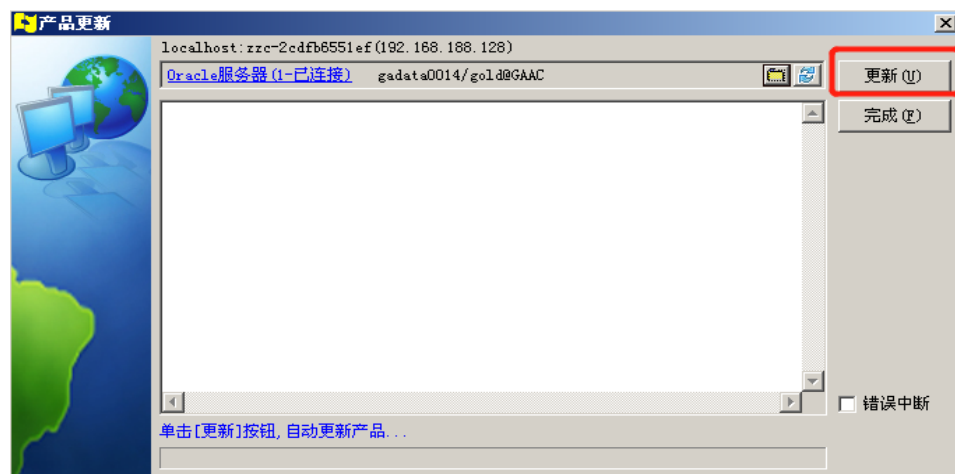 产品更新
localhost:zzc-2cdfb6551ef(192.168.188.128)
Oracle服务器(1-已连接) gadata0014/gold@GAAC
更新(U)
完成(F)
错误中断
单击[更新]按钮,自动更新产品...